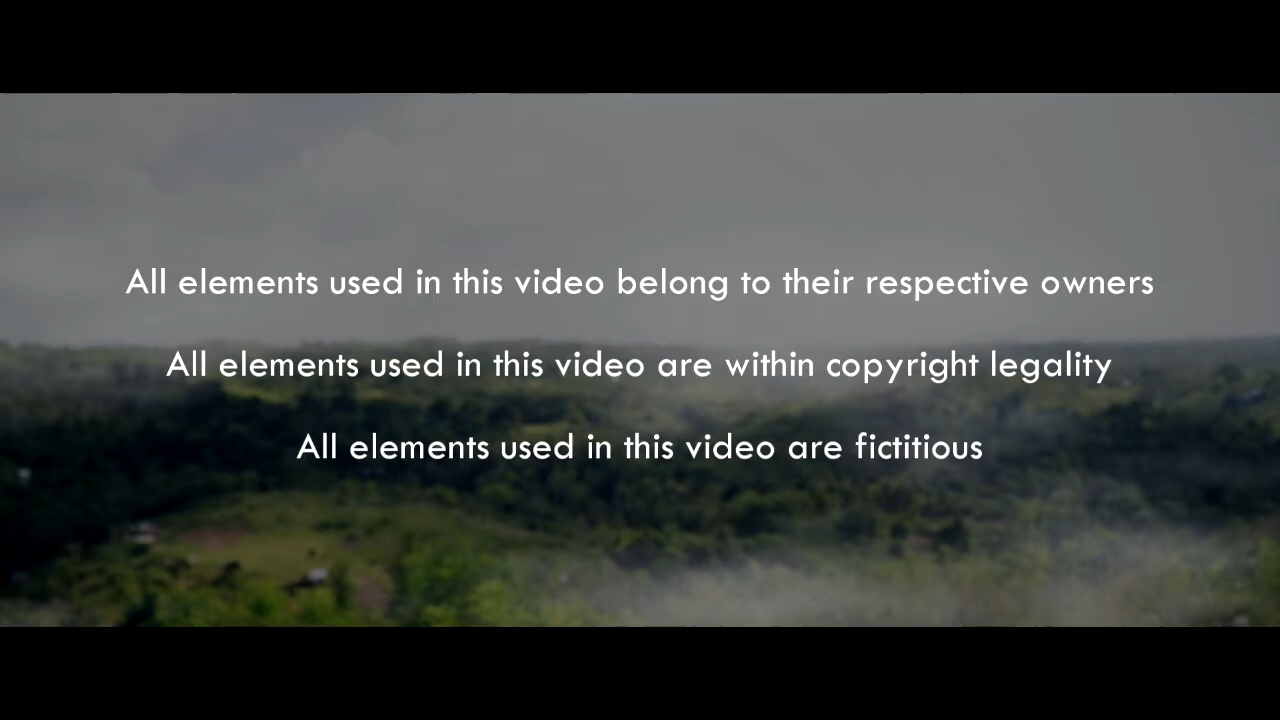 All elements used in this video belong to their respective owners
All elements used in this video are within copyright legality
All elements used in this video are fictitious